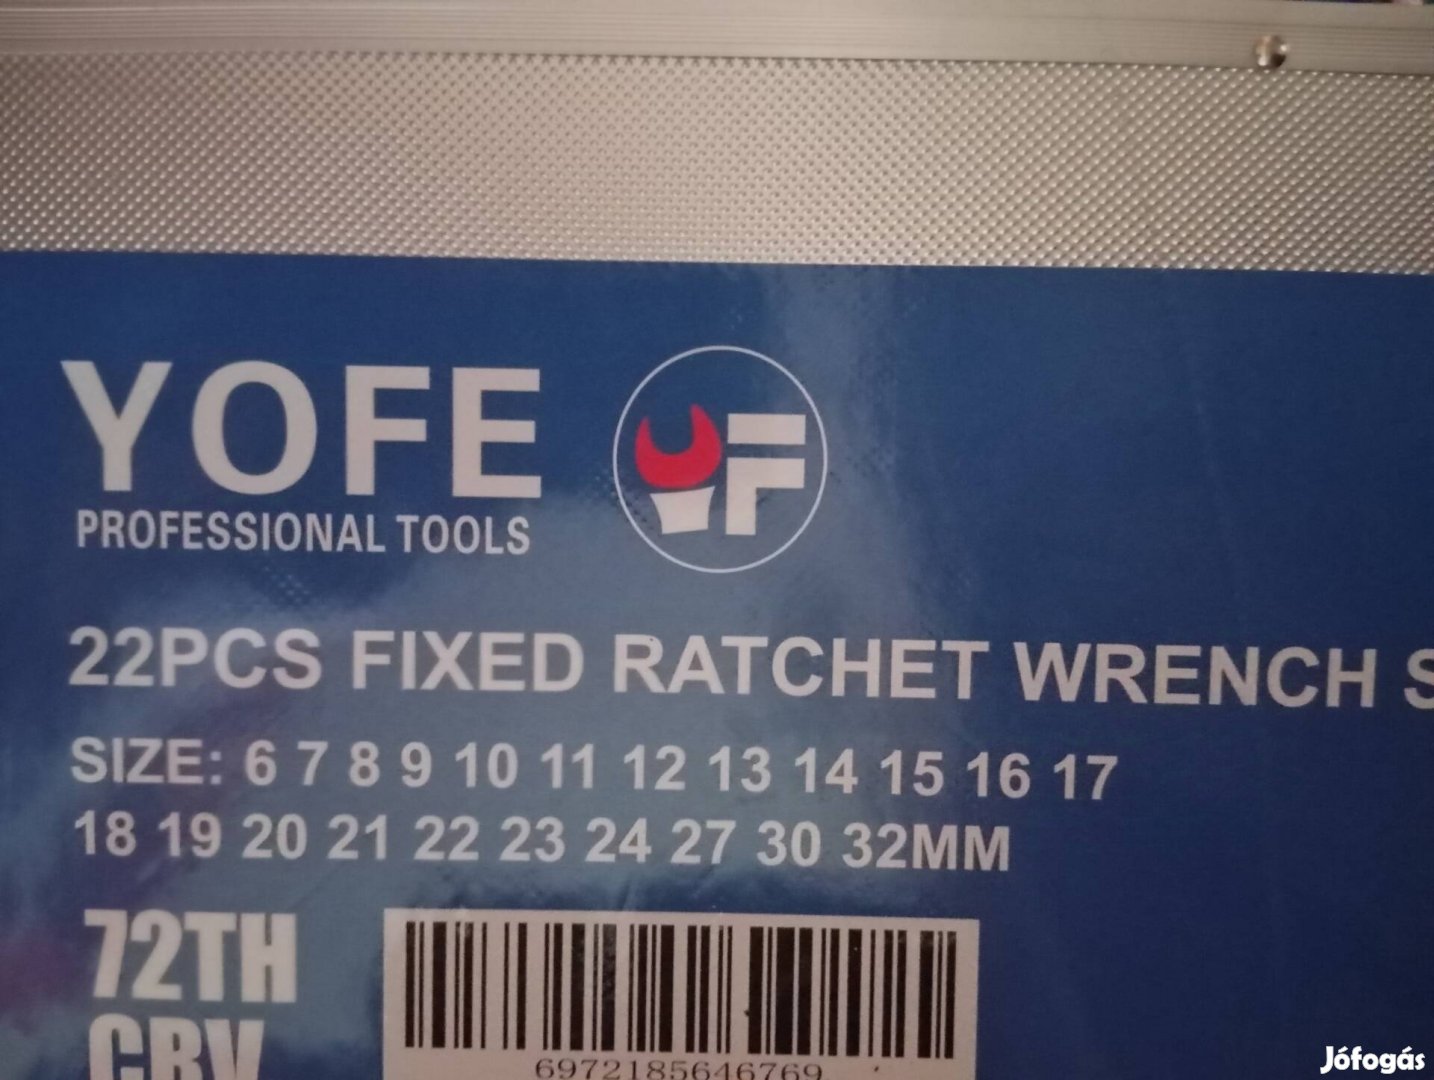 YOFE
PROFESSIONAL TOOLS
F
22PCS FIXED RATCHET WRENCH S
SIZE: 6 7 8 9 10 11 12 13 14 15 16 17
18 19 20 21 22 23 24 27 30 32MM
72TH
CRV
6972185646769
Jófogás